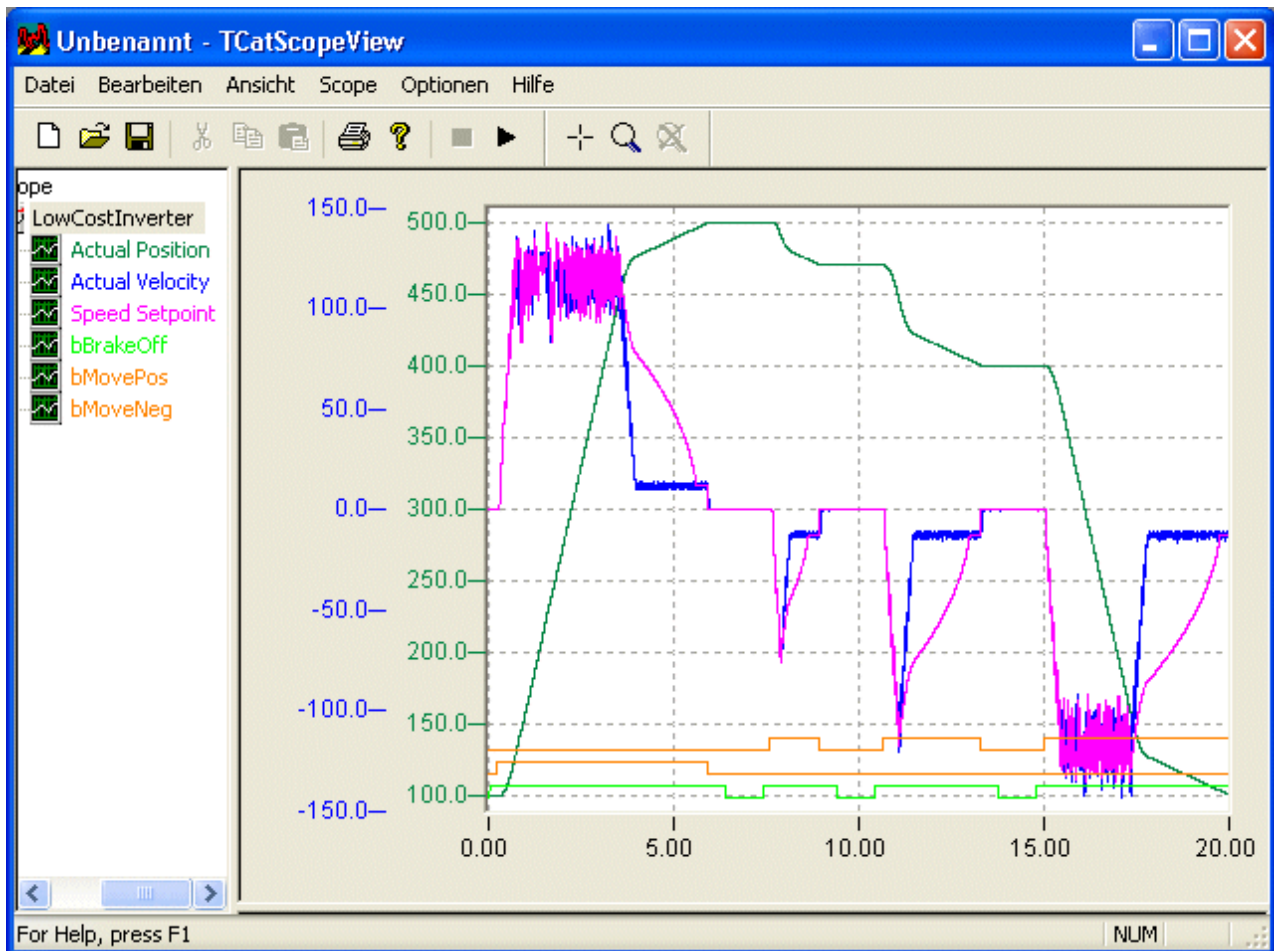 Unbenannt - TCatScopeView
Datei Bearbeiten Ansicht Scope Optionen Hilfe
ope
LowCostInverter
Actual Position
Actual Velocity
Speed Setpoint
bBrakeOff
bMovePos
bMoveNeg
150.0
100.0
50.0
0.0
-50.0
-100.0
-150.0
500.0
450.0
400.0
350.0
300.0
250.0
200.0
150.0
100.0
0.00 5.00 10.00 15.00 20.00
For Help, press F1 NUM